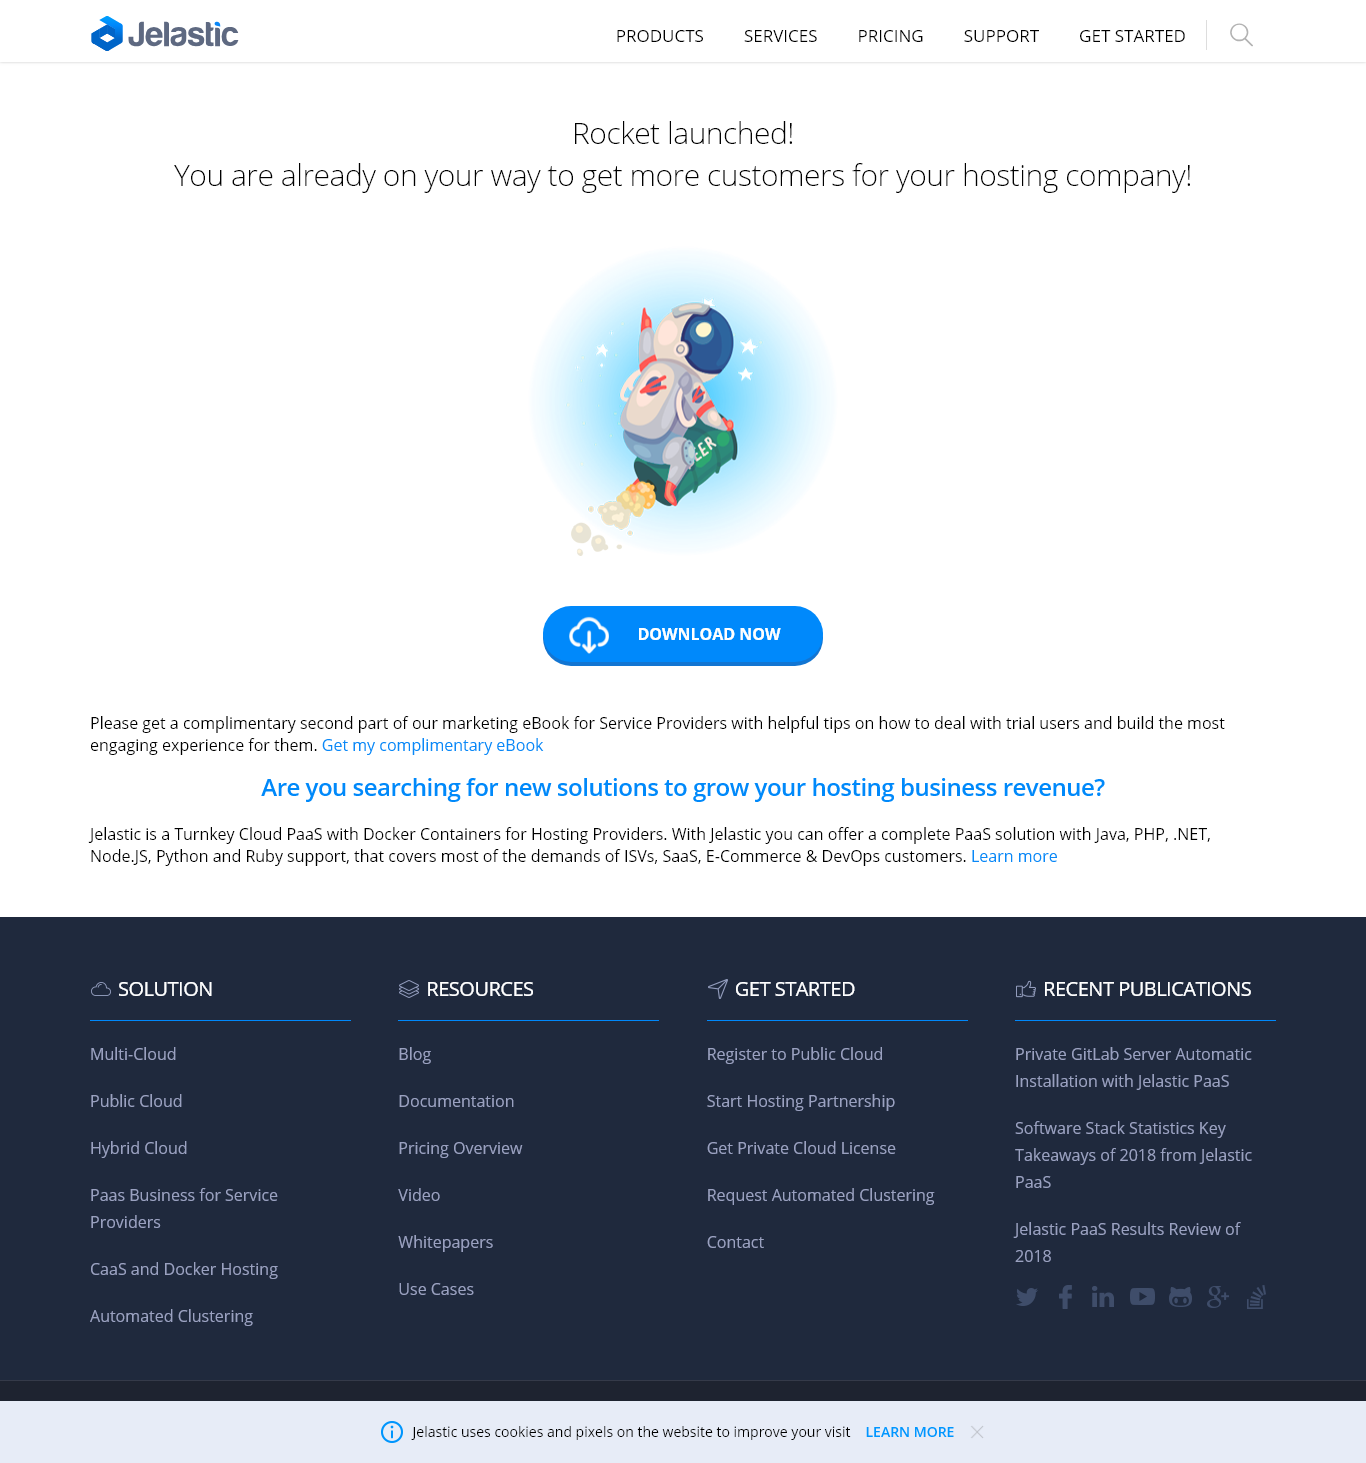 Jelastic
PRODUCTS
SERVICES
PRICING
SUPPORT
GET STARTED
Rocket launched!
You are already on your way to get more customers for your hosting company!
DOWNLOAD NOW
Please get a complimentary second part of our marketing eBook for Service Providers with helpful tips on how to deal with trial users and build the most
engaging experience for them. Get my complimentary eBook
Are you searching for new solutions to grow your hosting business revenue?
Jelastic is a Turnkey Cloud PaaS with Docker Containers for Hosting Providers. With Jelastic you can offer a complete PaaS solution with Java, PHP, .NET,
Node.JS, Python and Ruby support, that covers most of the demands of ISVs, SaaS, E-Commerce & DevOps customers. Learn more
SOLUTION
Multi-Cloud
Public Cloud
Hybrid Cloud
Paas Business for Service
Providers
CaaS and Docker Hosting
Automated Clustering
RESOURCES
Blog
Documentation
Pricing Overview
Video
Whitepapers
Use Cases
GET STARTED
Register to Public Cloud
Start Hosting Partnership
Get Private Cloud License
Request Automated Clustering
Contact
RECENT PUBLICATIONS
Private GitLab Server Automatic
Installation with Jelastic PaaS
Software Stack Statistics Key
Takeaways of 2018 from Jelastic
PaaS
Jelastic PaaS Results Review of
2018
Jelastic uses cookies and pixels on the website to improve your visit LEARN MORE